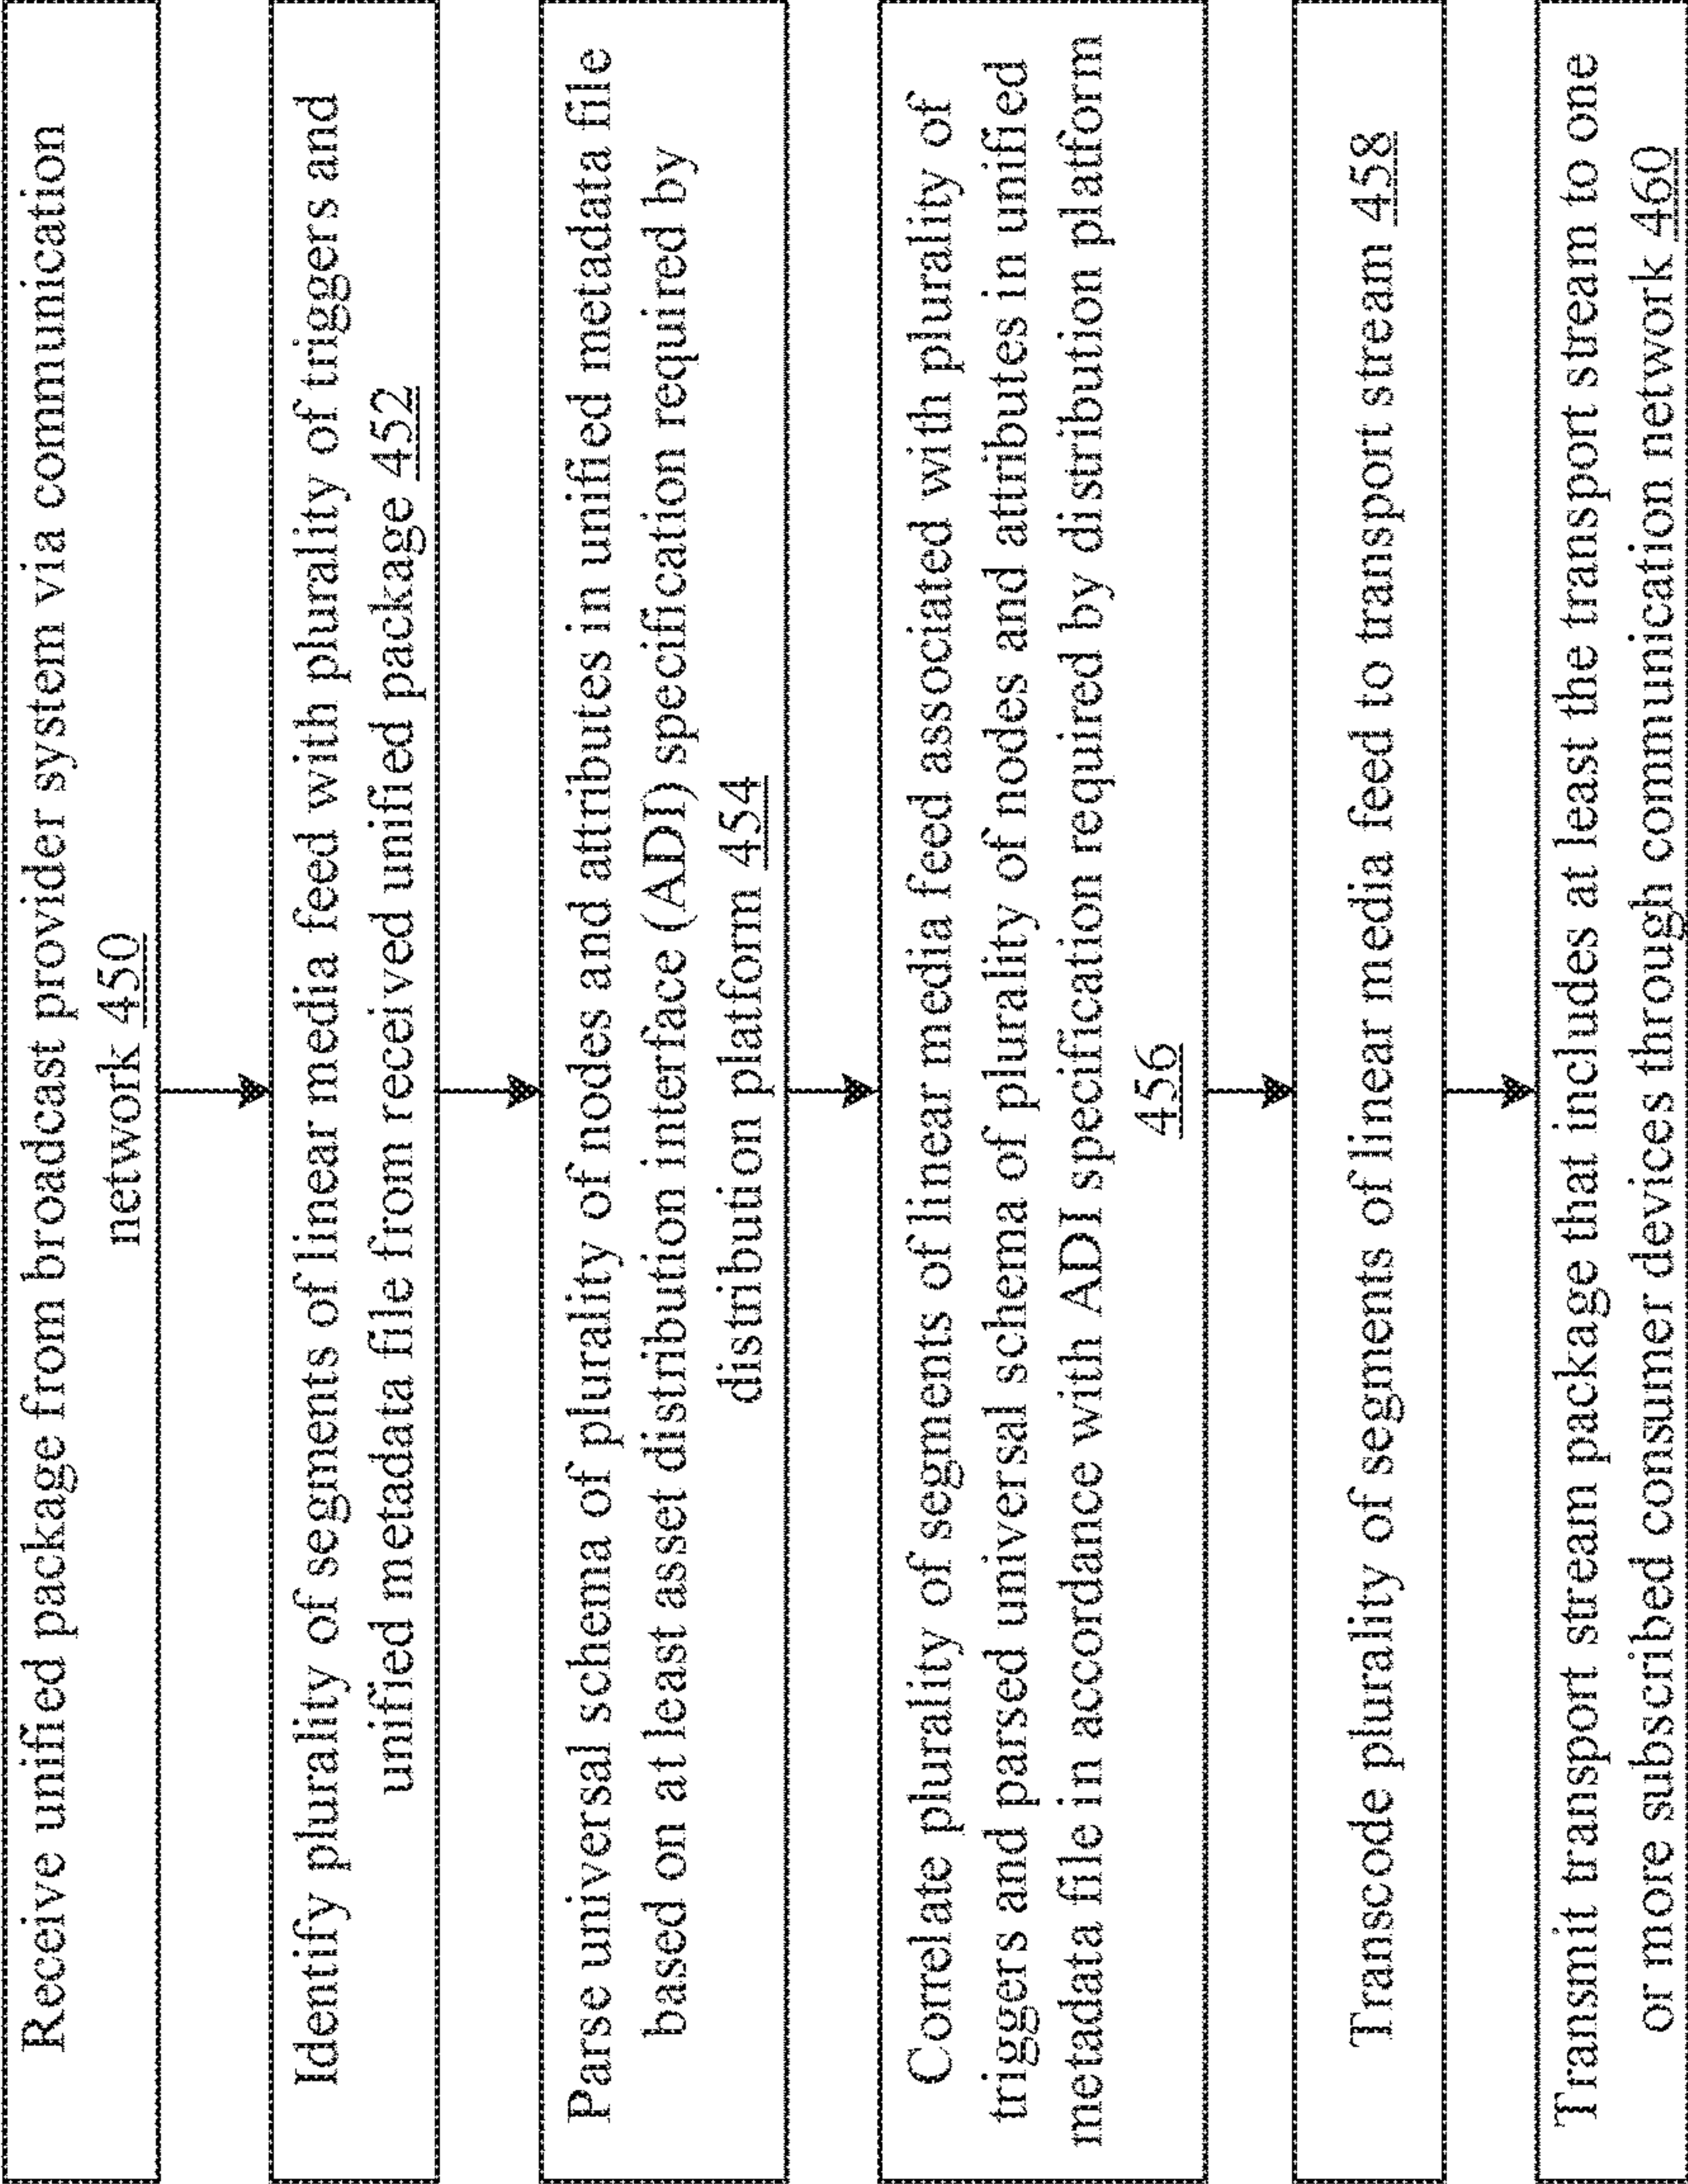 Receive unified package from broadcast provider system via communication
network 450
Identify plurality of segments of linear media feed with plurality of triggers and
unified metadata file from received unified package 452
Parse universal schema of plurality of nodes and attributes in unified metadata file
based on at least asset distribution interface (ADI) specification required by
distribution platform 454
Correlate plurality of segments of linear media feed associated with plurality of
triggers and parsed universal schema of plurality of nodes and attributes in unified
metadata file in accordance with ADI specification required by distribution platform
456
Transcode plurality of segments of linear media feed to transport stream 458
Transmit transport stream package that includes at least the transport stream to one
or more subscribed consumer devices through communication network 460